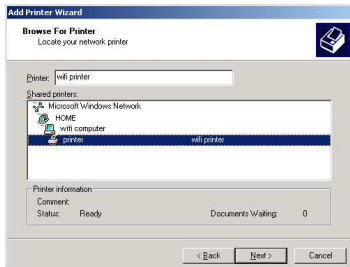 Add Printer Wizard
Browse For Printer
Locate your network printer
Printer: wifi printer
Shared printers:
Microsoft Windows Network
HOME
wifi computer
printer wifi printer
Printer information
Comment:
Status: Ready Documents Waiting: 0
< Back Next > Cancel